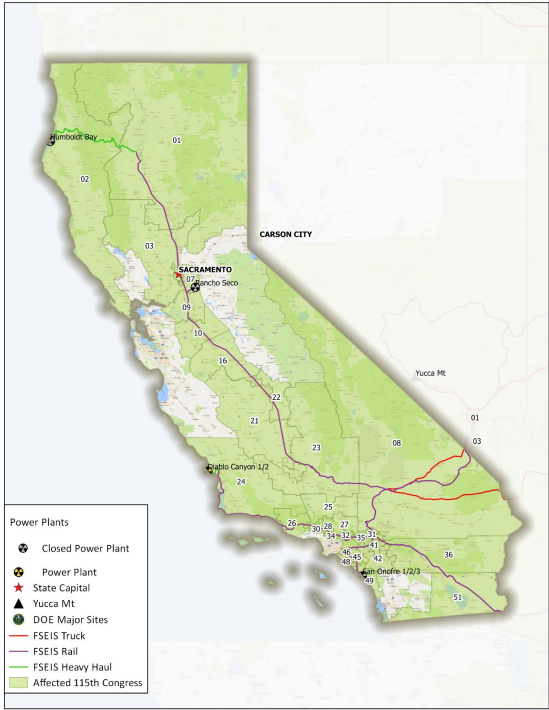 Humboldt Bay
01
02
03
CARSON CITY
SACRAMENTO
07
Rancho Seco
09
10
16
Yucca Mt
22
01
21
03
08
23
Diablo Canyon 1/2
24
25
26
30
28
27
34
32
35
31
41
46
45
42
36
48
San Onofre 1/2/3
49
51
Power Plants
Closed Power Plant
Power Plant
State Capital
Yucca Mt
DOE Major Sites
FSEIS Truck
FSEIS Rail
FSEIS Heavy Haul
Affected 115th Congress